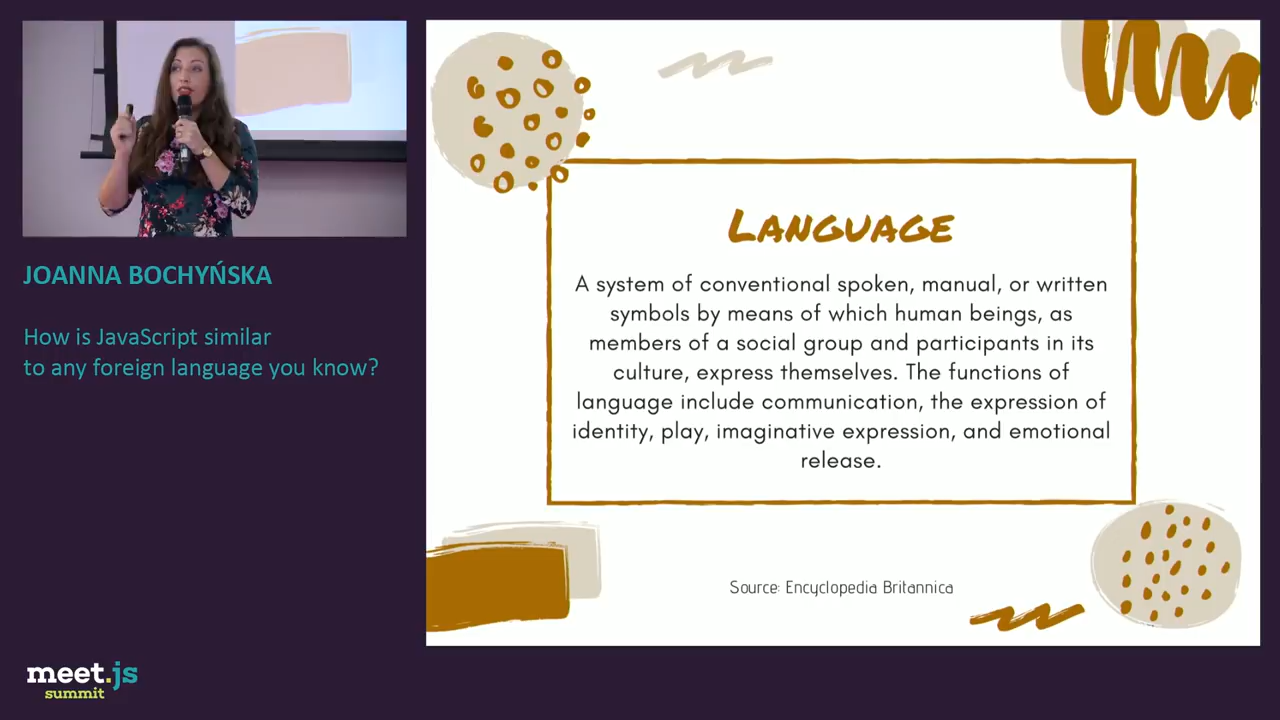 JOANNA BOCHYŃSKA
How is JavaScript similar
to any foreign language you know?
meet.js
summit
LANGUAGE
A system of conventional spoken, manual, or written
symbols by means of which human beings, as
members of a social group and participants in its
culture, express themselves. The functions of
language include communication, the expression of
identity, play, imaginative expression, and emotional
release.
Source: Encyclopedia Britannica